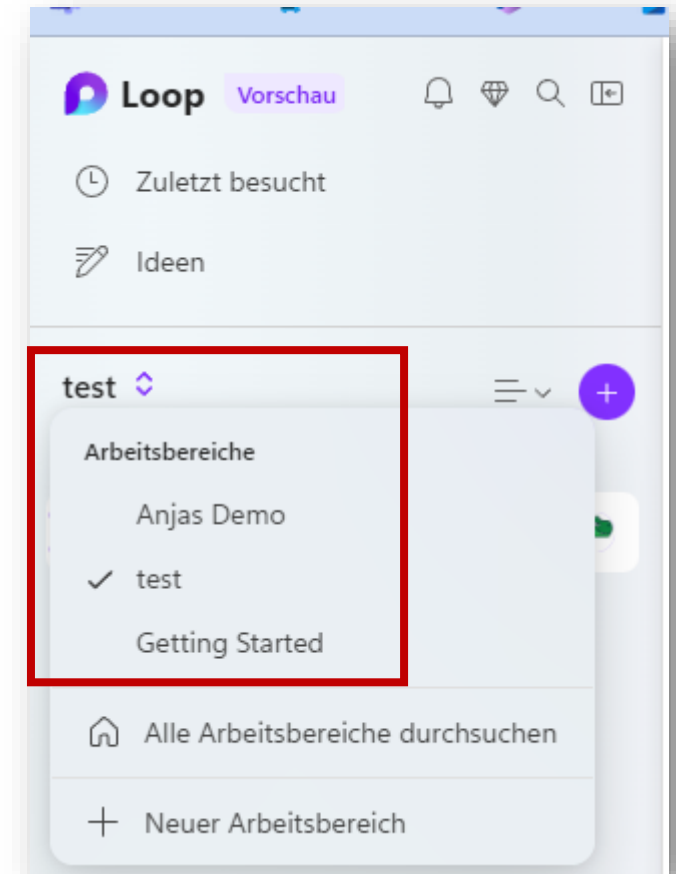 Loop Vorschau
Zuletzt besucht
Ideen
test
Arbeitsbereiche
Anjas Demo
test
Getting Started
Alle Arbeitsbereiche durchsuchen
Neuer Arbeitsbereich